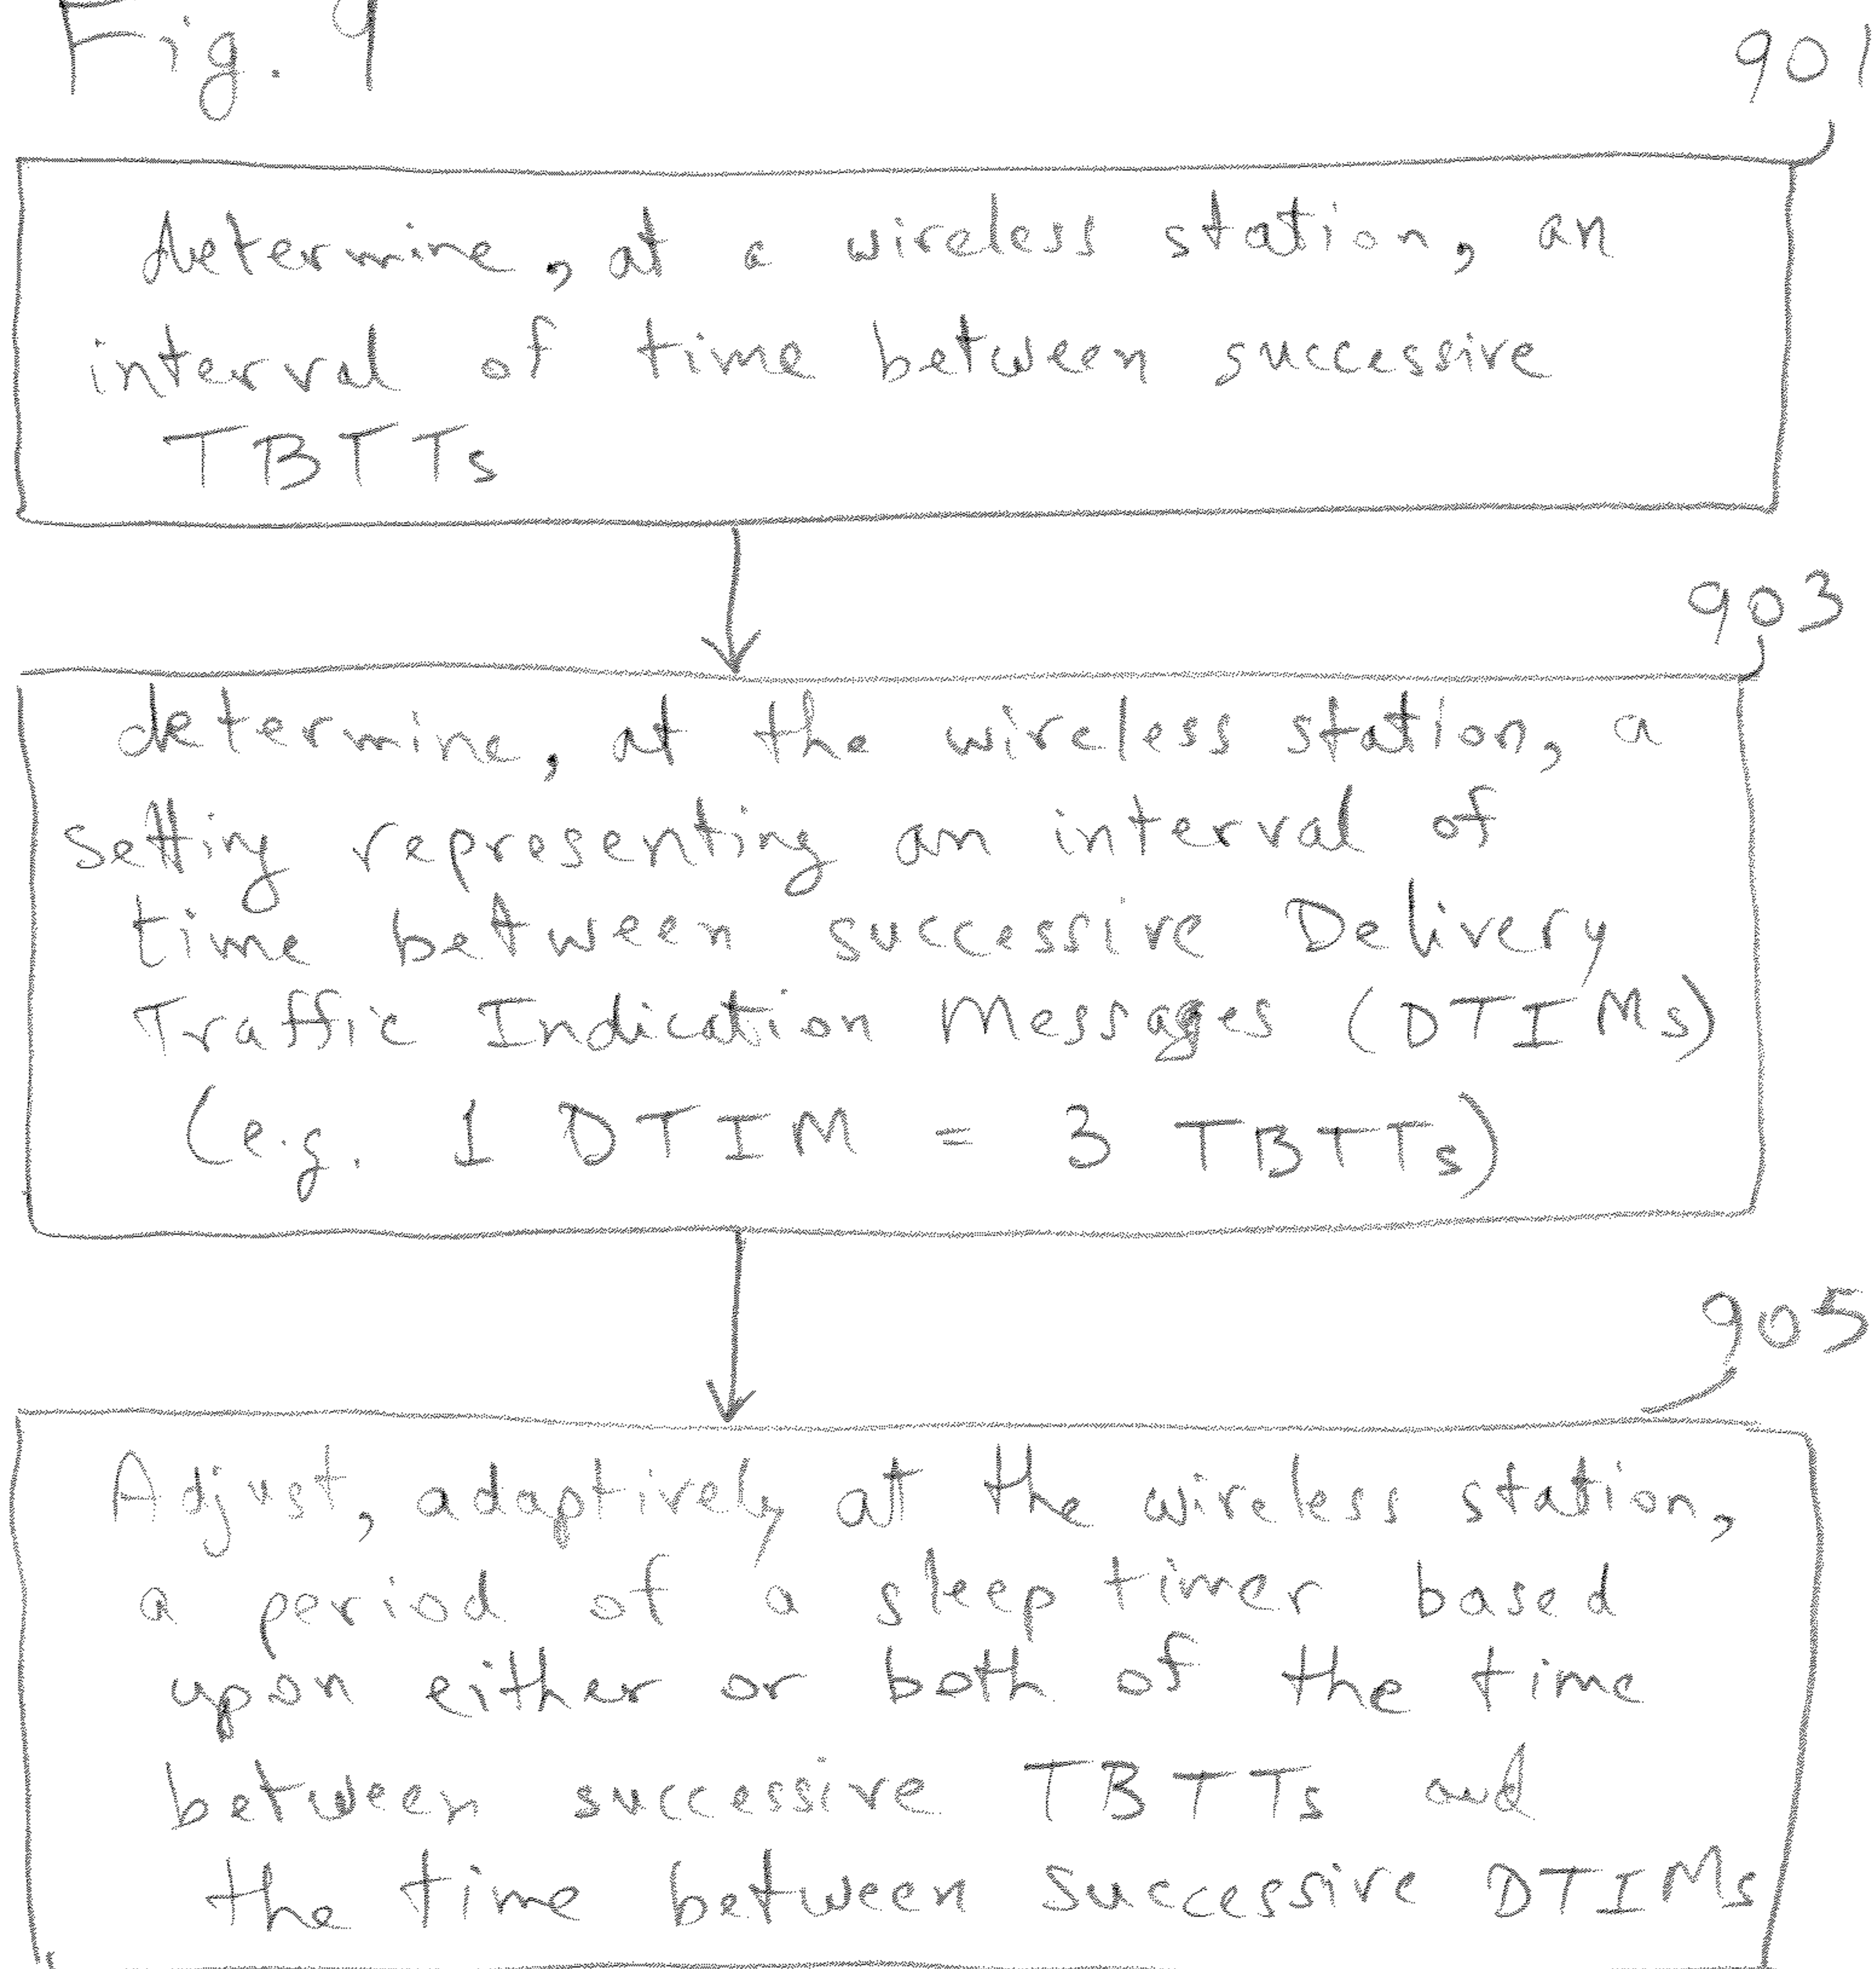 Fig. 9
901
determine, at a wireless station, an
interval of time between successive
TBTTs
903
determine, at the wireless station, a
setting representing an interval of
time between successive Delivery
Traffic Indication Messages (DTIMs)
(e.g. 1 DTIM = 3 TBTTs)
905
Adjust, adaptively at the wireless station,
a period of a sleep timer based
upon either or both of the time
between successive TBTTs and
the time between successive DTIMs